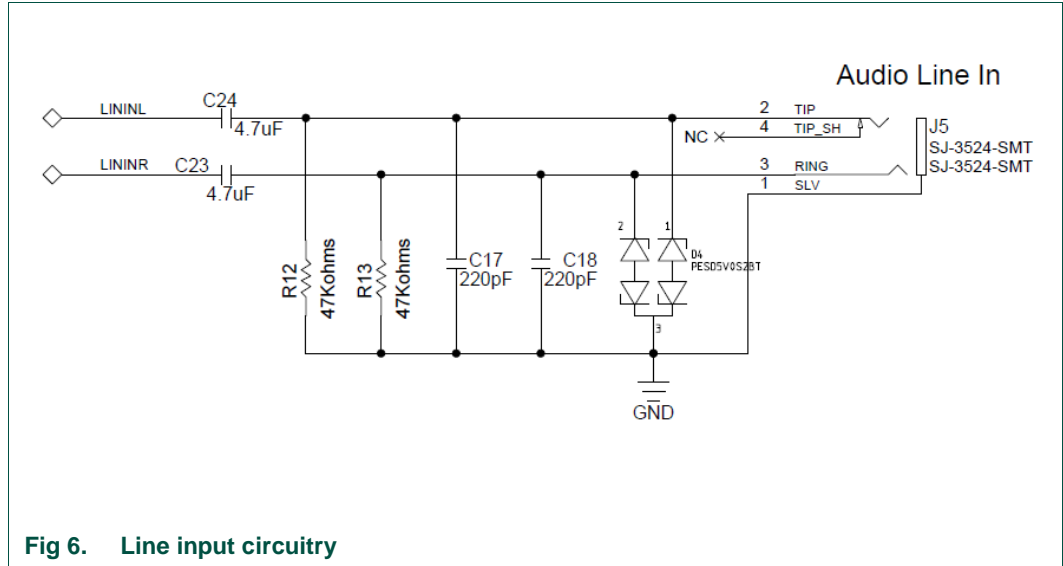 Audio Line In
LININL
C24
4.7uF
2 TIP
NC
4 TIP_SH
J5
SJ-3524-SMT
SJ-3524-SMT
LININR
C23
4.7uF
3 RING
1 SLV
R12
47Kohms
R13
47Kohms
C17
220pF
C18
220pF
2
1
D4
PESD5V0S2BT
3
GND
Fig 6. Line input circuitry